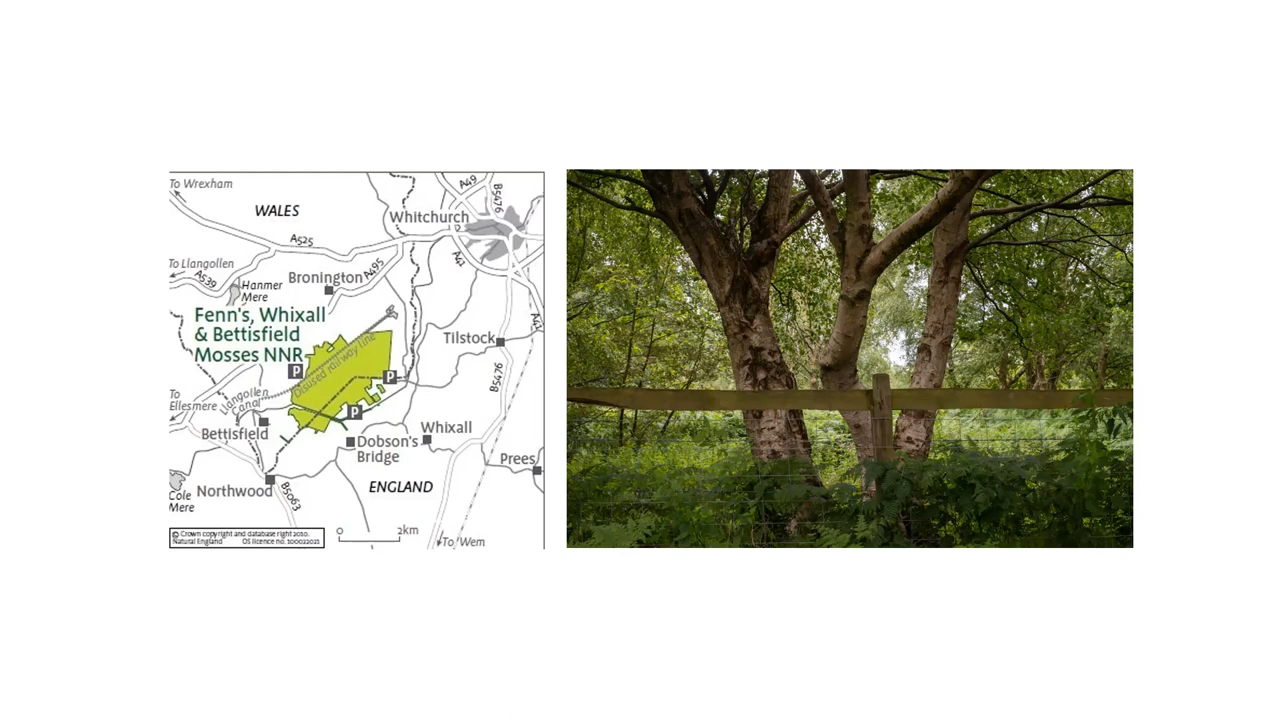 To Wrexham
WALES
A49
B5476
Whitchurch
A525
To Llangollen
A539
Bronington
A495
A41
Hanmer
Mere
Fenn's, Whixall
& Bettisfield
Mosses NNR
Disused railway line
Tilstock
A41
P
P
P
B5476
To
Ellesmere
Llangollen
Canal
Bettisfield
Dobson's
Bridge
Whixall
Prees
Cole
Mere
Northwood
B5063
ENGLAND
0
2km
To Wem
© Crown copyright and database right 2010.
Natural England OS licence no. 100022021